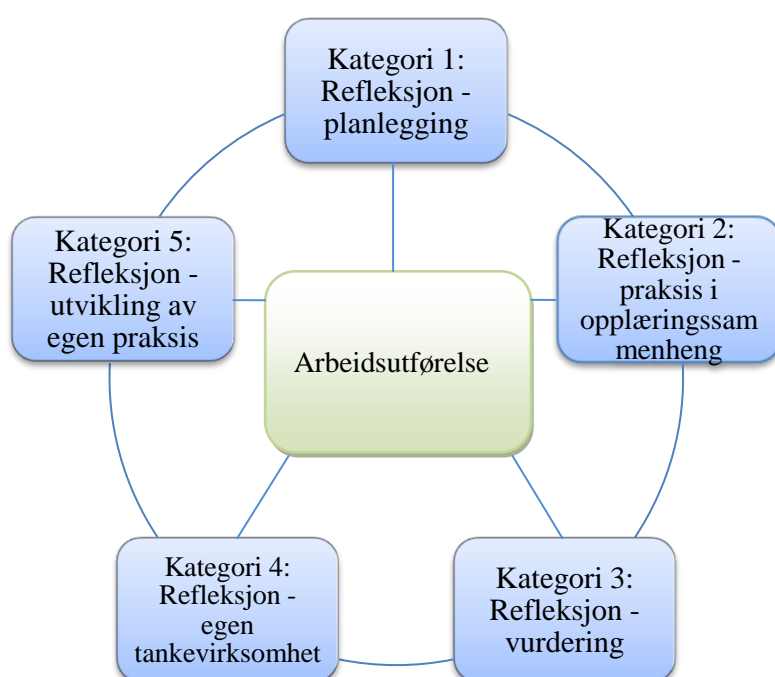 Kategori 1:
Refleksjon -
planlegging
Kategori 2:
Refleksjon -
praksis i
opplæringssam
menheng
Kategori 3:
Refleksjon -
vurdering
Kategori 4:
Refleksjon -
egen
tankevirksomhet
Kategori 5:
Refleksjon -
utvikling av
egen praksis
Arbeidsutførelse